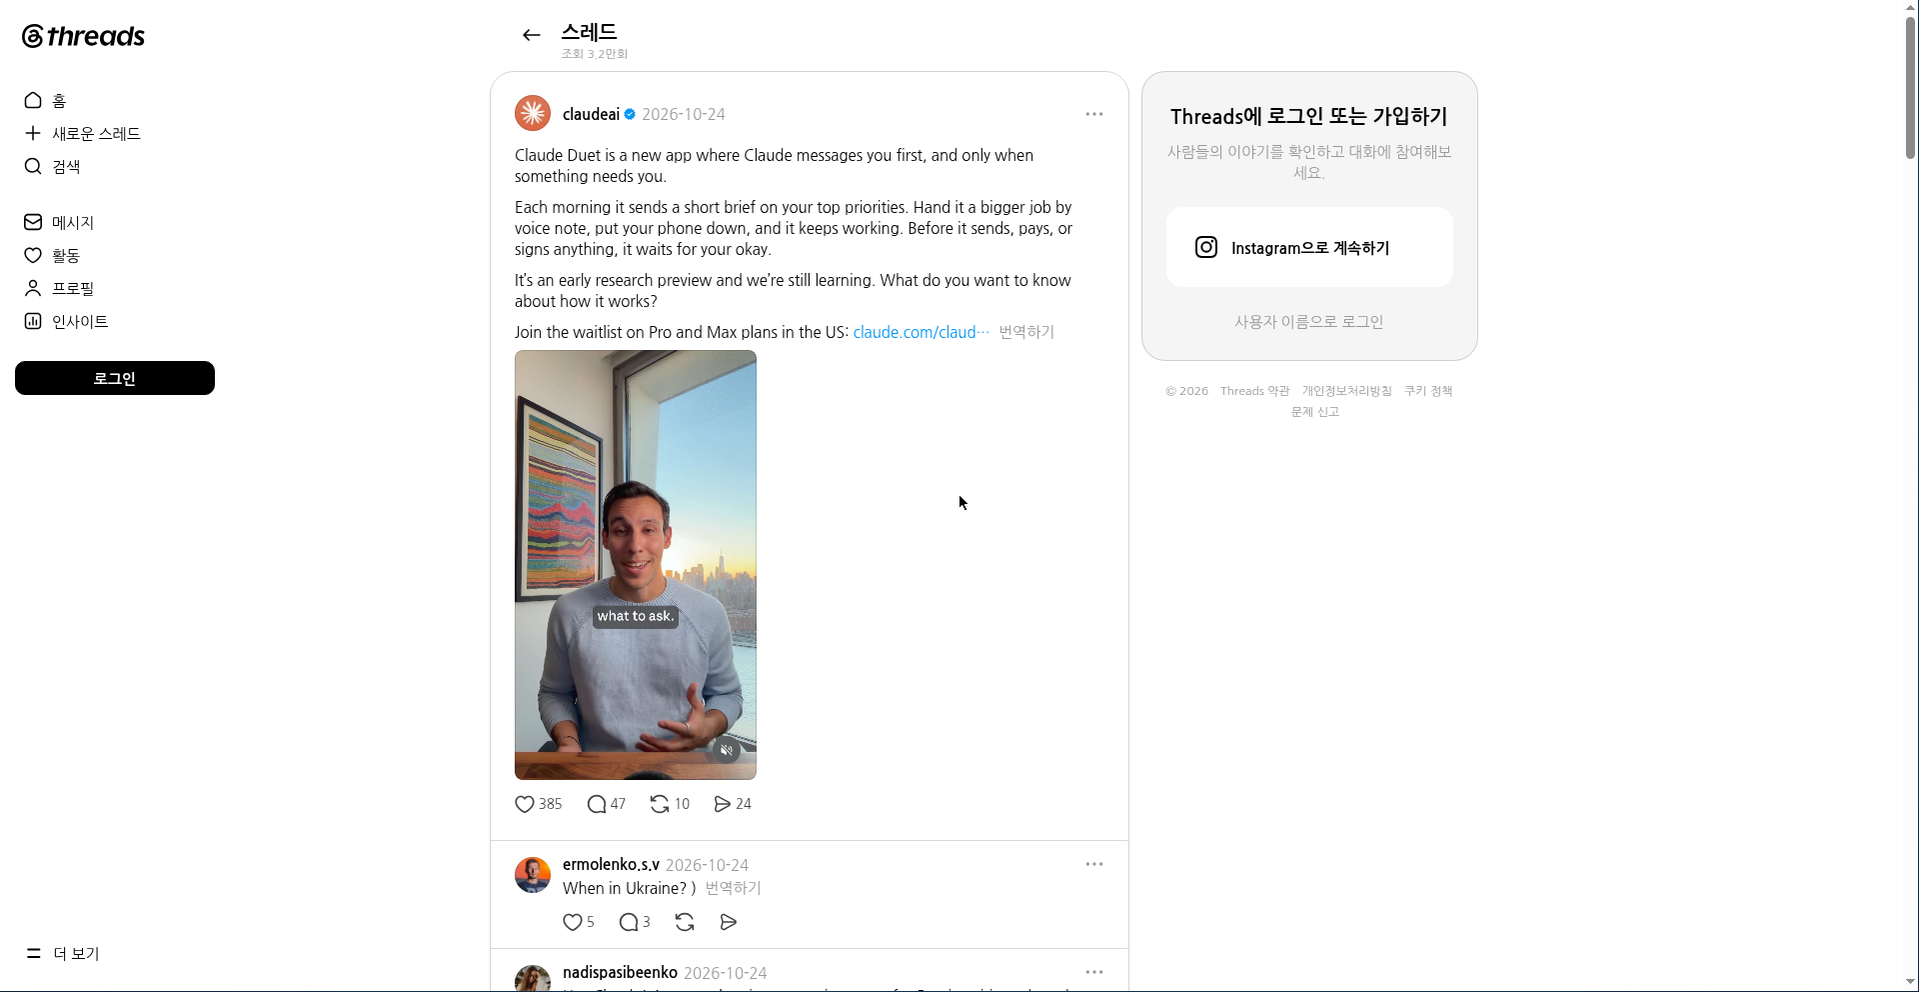 threads
홈
새로운 스레드
검색
메시지
활동
프로필
인사이트
로그인
더 보기
스레드
조회 3.2만회
claudeai 2026-10-24
Claude Duet is a new app where Claude messages you first, and only when
something needs you.
Each morning it sends a short brief on your top priorities. Hand it a bigger job by
voice note, put your phone down, and it keeps working. Before it sends, pays, or
signs anything, it waits for your okay.
It's an early research preview and we're still learning. What do you want to know
about how it works?
Join the waitlist on Pro and Max plans in the US: claude.com/claud… 번역하기
what to ask.
385 47 10 24
ermolenko.s.v 2026-10-24
When in Ukraine? ) 번역하기
5 3
nadispasibeenko 2026-10-24
Threads에 로그인 또는 가입하기
사람들의 이야기를 확인하고 대화에 참여해보
세요.
Instagram으로 계속하기
사용자 이름으로 로그인
© 2026 Threads 약관 개인정보처리방침 쿠키 정책
문제 신고